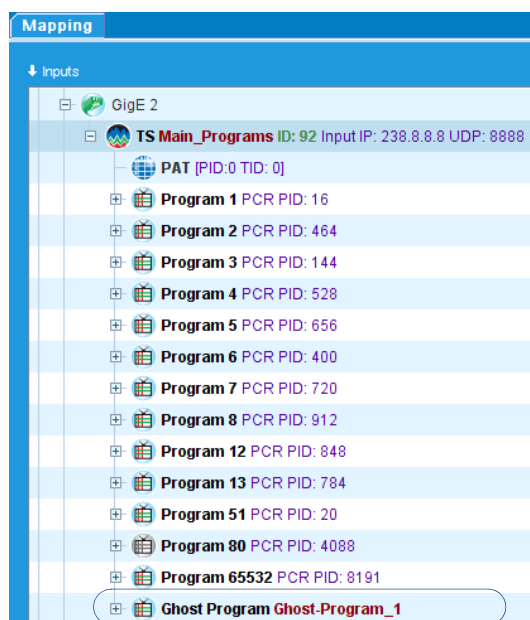 Mapping
Inputs
GigE 2
TS Main_Programs ID: 92 Input IP: 238.8.8.8 UDP: 8888
PAT [PID:0 TID: 0]
Program 1 PCR PID: 16
Program 2 PCR PID: 464
Program 3 PCR PID: 144
Program 4 PCR PID: 528
Program 5 PCR PID: 656
Program 6 PCR PID: 400
Program 7 PCR PID: 720
Program 8 PCR PID: 912
Program 12 PCR PID: 848
Program 13 PCR PID: 784
Program 51 PCR PID: 20
Program 80 PCR PID: 4088
Program 65532 PCR PID: 8191
Ghost Program Ghost-Program_1